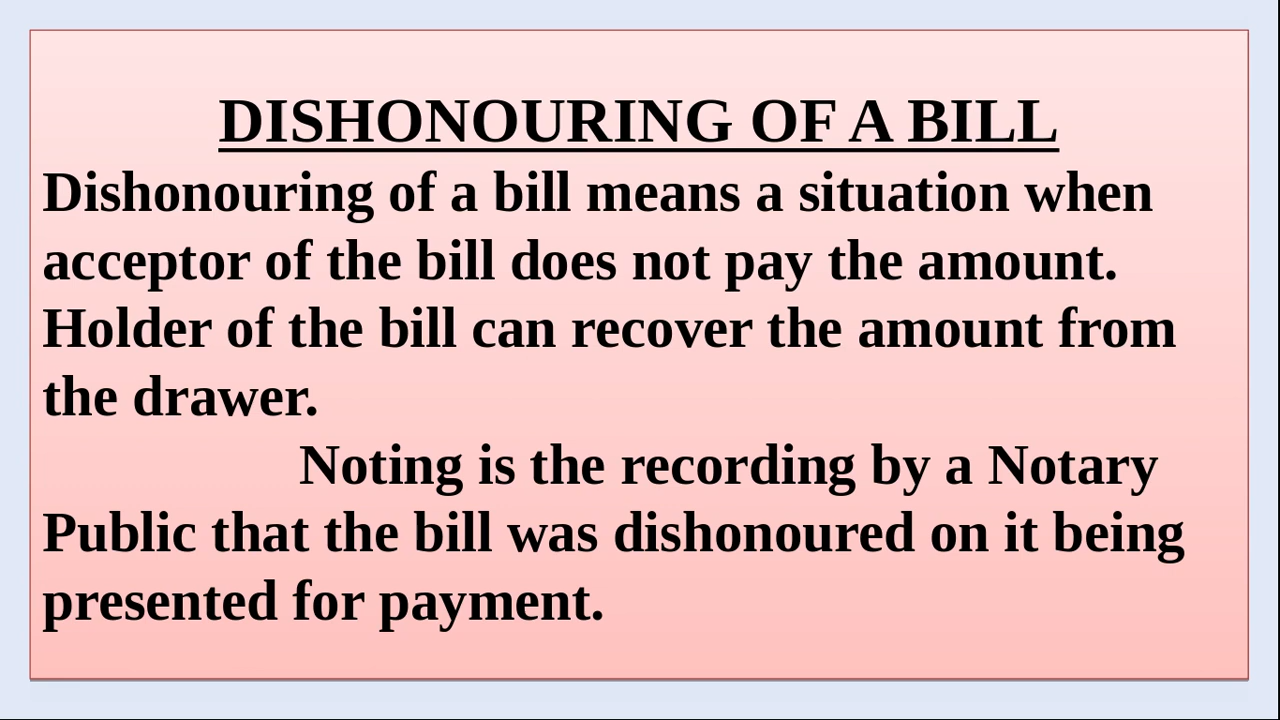 DISHONOURING OF A BILL
Dishonouring of a bill means a situation when
acceptor of the bill does not pay the amount.
Holder of the bill can recover the amount from
the drawer.
Noting is the recording by a Notary
Public that the bill was dishonoured on it being
presented for payment.